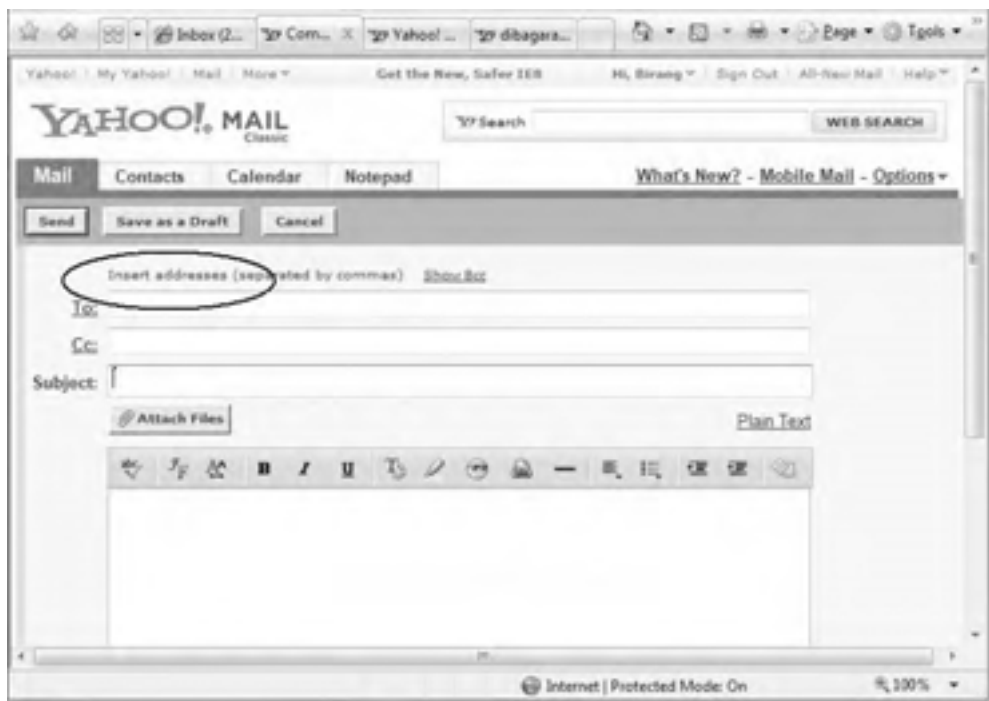 Inbox (2... Com... X Yahoo! ... dibagara... Page Tools
Yahoo! My Yahoo! Mail More Get the New, Safer IE8 Hi, Birang Sign Out All-New Mail Help
YAHOO! MAIL
Classic
Y! Search WEB SEARCH
Mail Contacts Calendar Notepad What's New? - Mobile Mail - Options
Send Save as a Draft Cancel
Insert addresses (separated by commas) Show Bcc
To:
Cc:
Subject:
Attach Files Plain Text
B I U
Internet | Protected Mode: On 100%